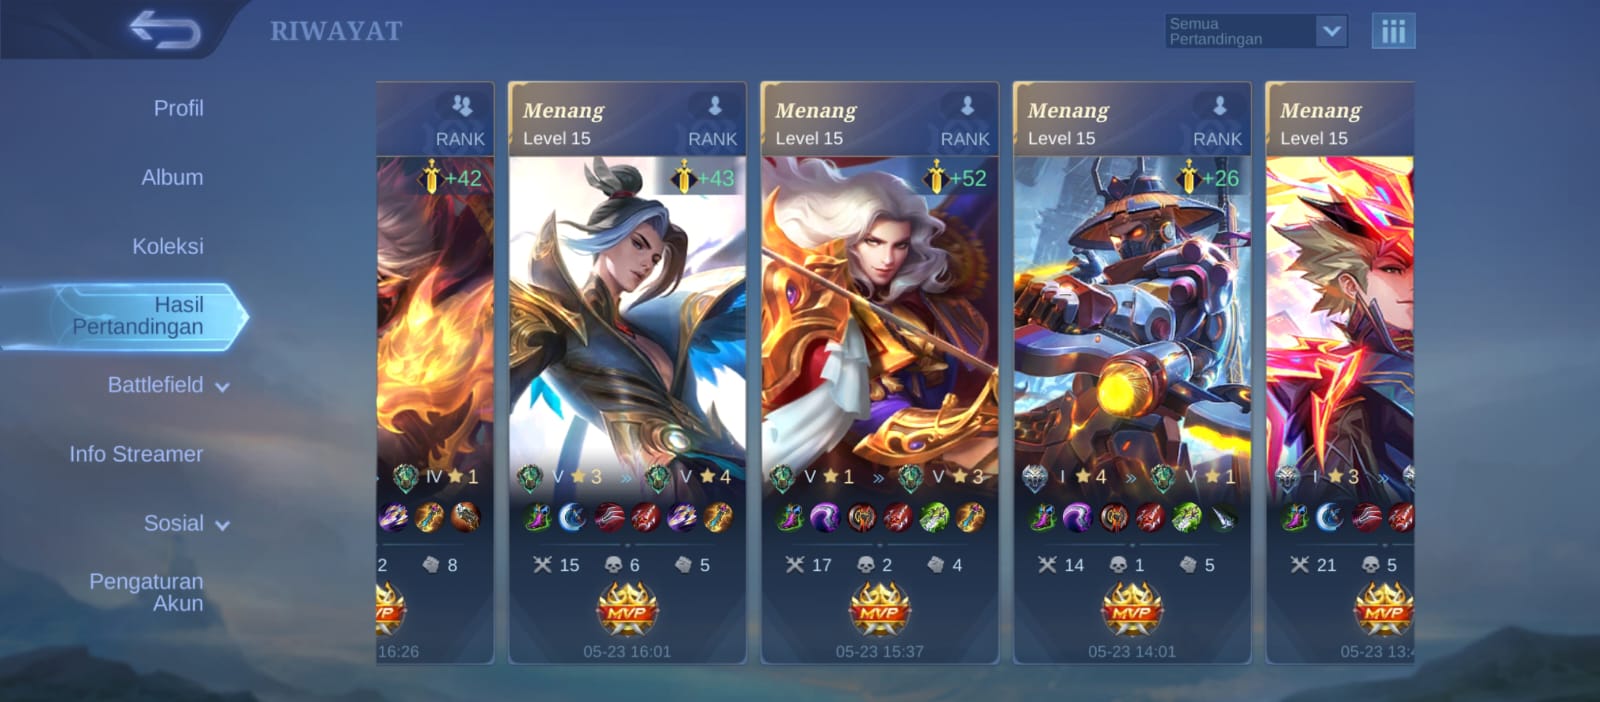 RIWAYAT
Semua
Pertandingan
Profil
Album
Koleksi
Hasil
Pertandingan
Battlefield
Info Streamer
Sosial
Pengaturan
Akun
RANK
+42
IV 1
2 8
16:26
Menang
Level 15 RANK
+43
V 3 » V 4
15 6 5
MVP
05-23 16:01
Menang
Level 15 RANK
+52
V 1 » V 3
17 2 4
MVP
05-23 15:37
Menang
Level 15 RANK
+26
I 4 » V 1
14 1 5
MVP
05-23 14:01
Menang
Level 15
I 3 »
21 5
MVP
05-23 13:4